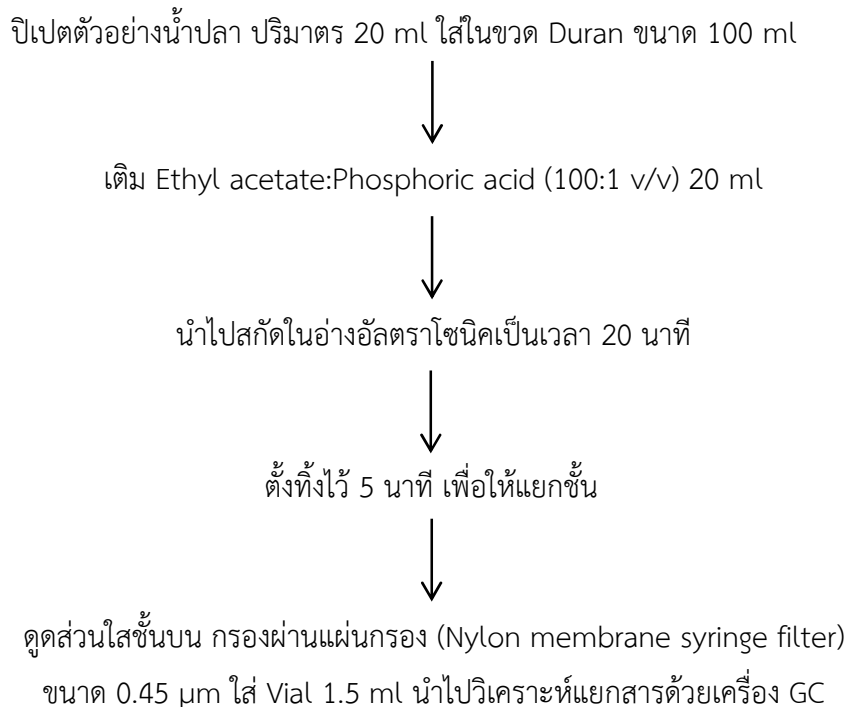 ปิเปตตัวอย่างน้ำปลา ปริมาตร 20 ml ใส่ในขวด Duran ขนาด 100 ml
เติม Ethyl acetate:Phosphoric acid (100:1 v/v) 20 ml
นำไปสกัดในอ่างอัลตราโซนิคเป็นเวลา 20 นาที
ตั้งทิ้งไว้ 5 นาที เพื่อให้แยกชั้น
ดูดส่วนใสชั้นบน กรองผ่านแผ่นกรอง (Nylon membrane syringe filter)
ขนาด 0.45 µm ใส่ Vial 1.5 ml นำไปวิเคราะห์แยกสารด้วยเครื่อง GC